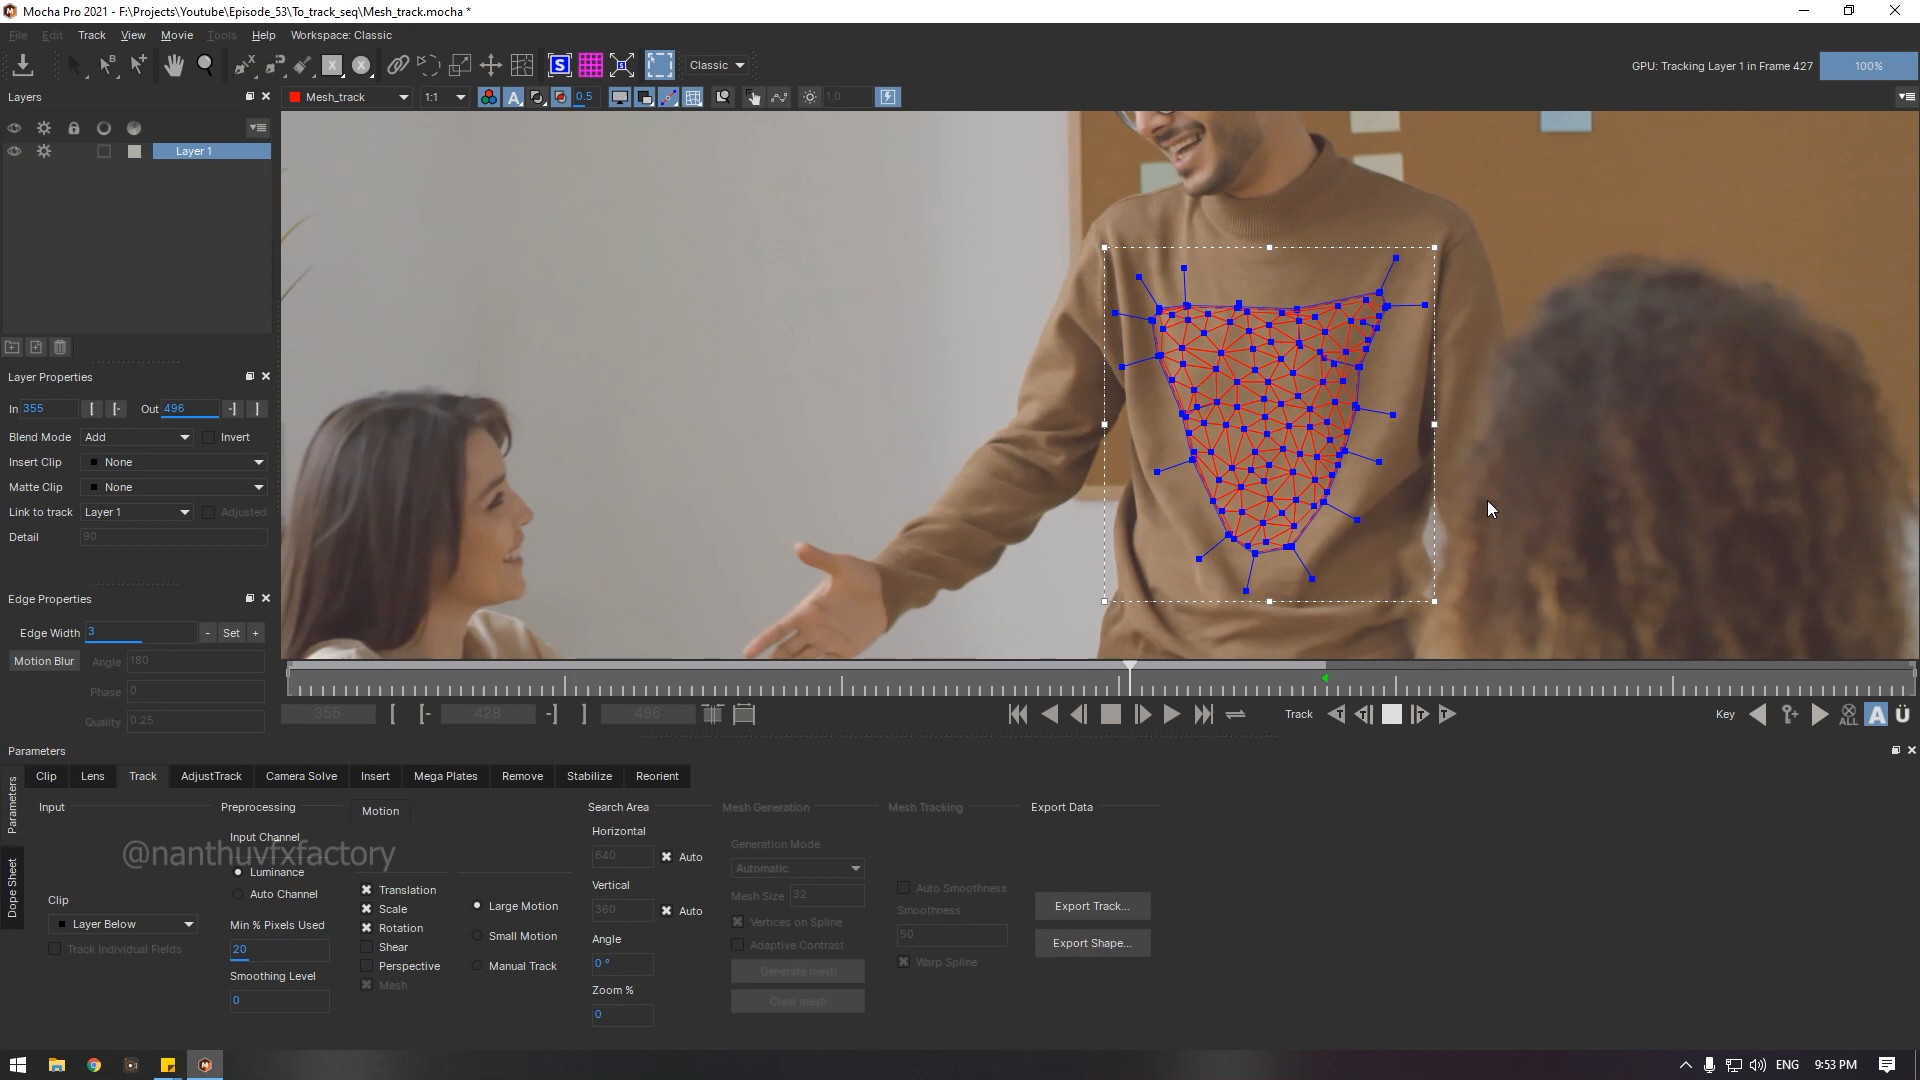 Mocha Pro 2021 - F:\Projects\Youtube\Episode_53\To_track_seq\Mesh_track.mocha *
File Edit Track View Movie Tools Help Workspace: Classic
Classic
GPU: Tracking Layer 1 in Frame 427 100%
Layers
Mesh_track 1:1 A 0.5 1.0
Layer 1
Layer Properties
In 355 Out 496
Blend Mode Add Invert
Insert Clip None
Matte Clip None
Link to track Layer 1 Adjusted
Detail 90
Edge Properties
Edge Width 3 - Set +
Motion Blur Angle 180
Phase 0
Quality 0.25
355 428 496
Track
Key ALL A Ü
Parameters
Dope Sheet
Parameters
Clip Lens Track AdjustTrack Camera Solve Insert Mega Plates Remove Stabilize Reorient
Input
Clip
Layer Below
Track Individual Fields
Preprocessing
Input Channel
Luminance
Auto Channel
Min % Pixels Used
20
Smoothing Level
0
Motion
Translation
Scale
Rotation
Shear
Perspective
Mesh
Large Motion
Small Motion
Manual Track
Search Area
Horizontal
640 Auto
Vertical
360 Auto
Angle
0 °
Zoom %
0
Mesh Generation
Generation Mode
Automatic
Mesh Size 32
Vertices on Spline
Adaptive Contrast
Generate mesh
Clear mesh
Mesh Tracking
Auto Smoothness
Smoothness
50
Warp Spline
Export Data
Export Track...
Export Shape...
@nanthuvfxfactory
ENG 9:53 PM